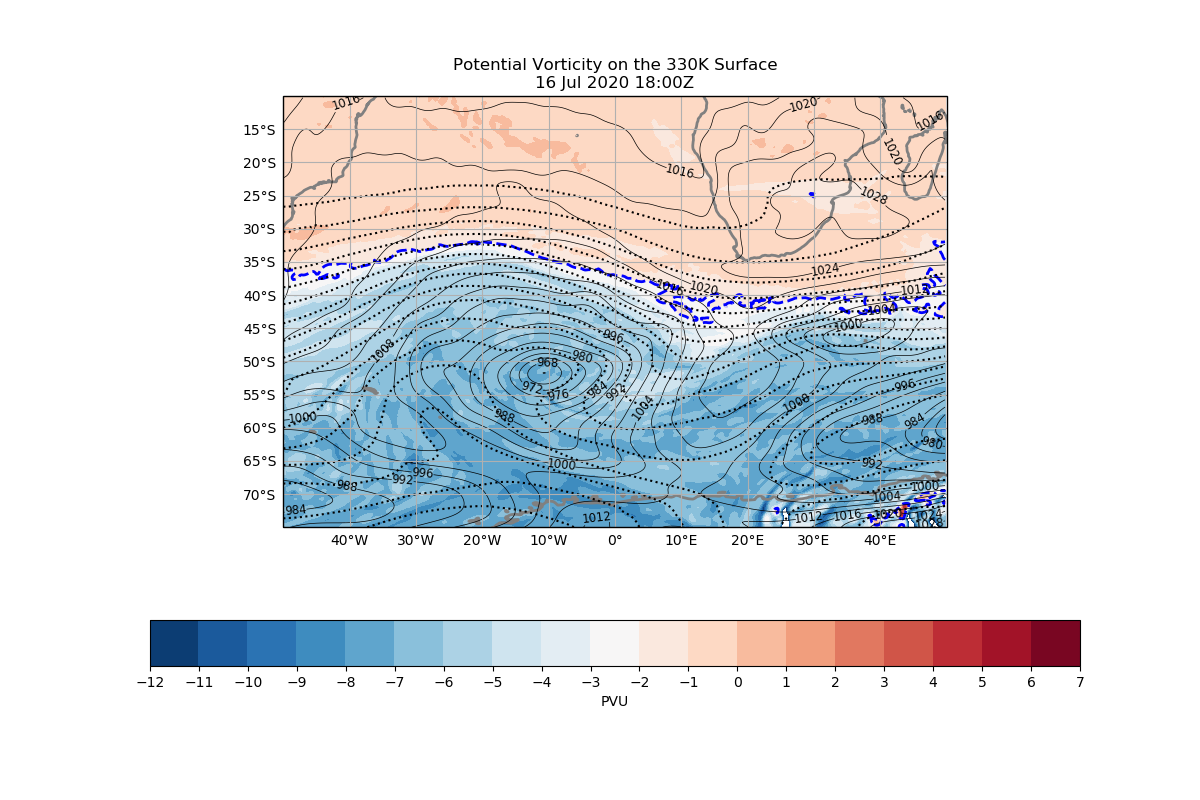 Potential Vorticity on the 330K Surface
16 Jul 2020 18:00Z
1016 1020 1016
15°S
1020
20°S 1016
25°S 1028
30°S
35°S 1024
1016 1020 1012
40°S
1004
45°S 1000
996
1008 980
50°S 968
972 976 984 992 996
55°S
988 1004 1008
1000 988 984
60°S
980
65°S 1000 992
996
992
988 1000
70°S 1004
984 1012 1012 1016 1020 1024
1028
40°W 30°W 20°W 10°W 0° 10°E 20°E 30°E 40°E
−12 −11 −10 −9 −8 −7 −6 −5 −4 −3 −2 −1 0 1 2 3 4 5 6 7
PVU